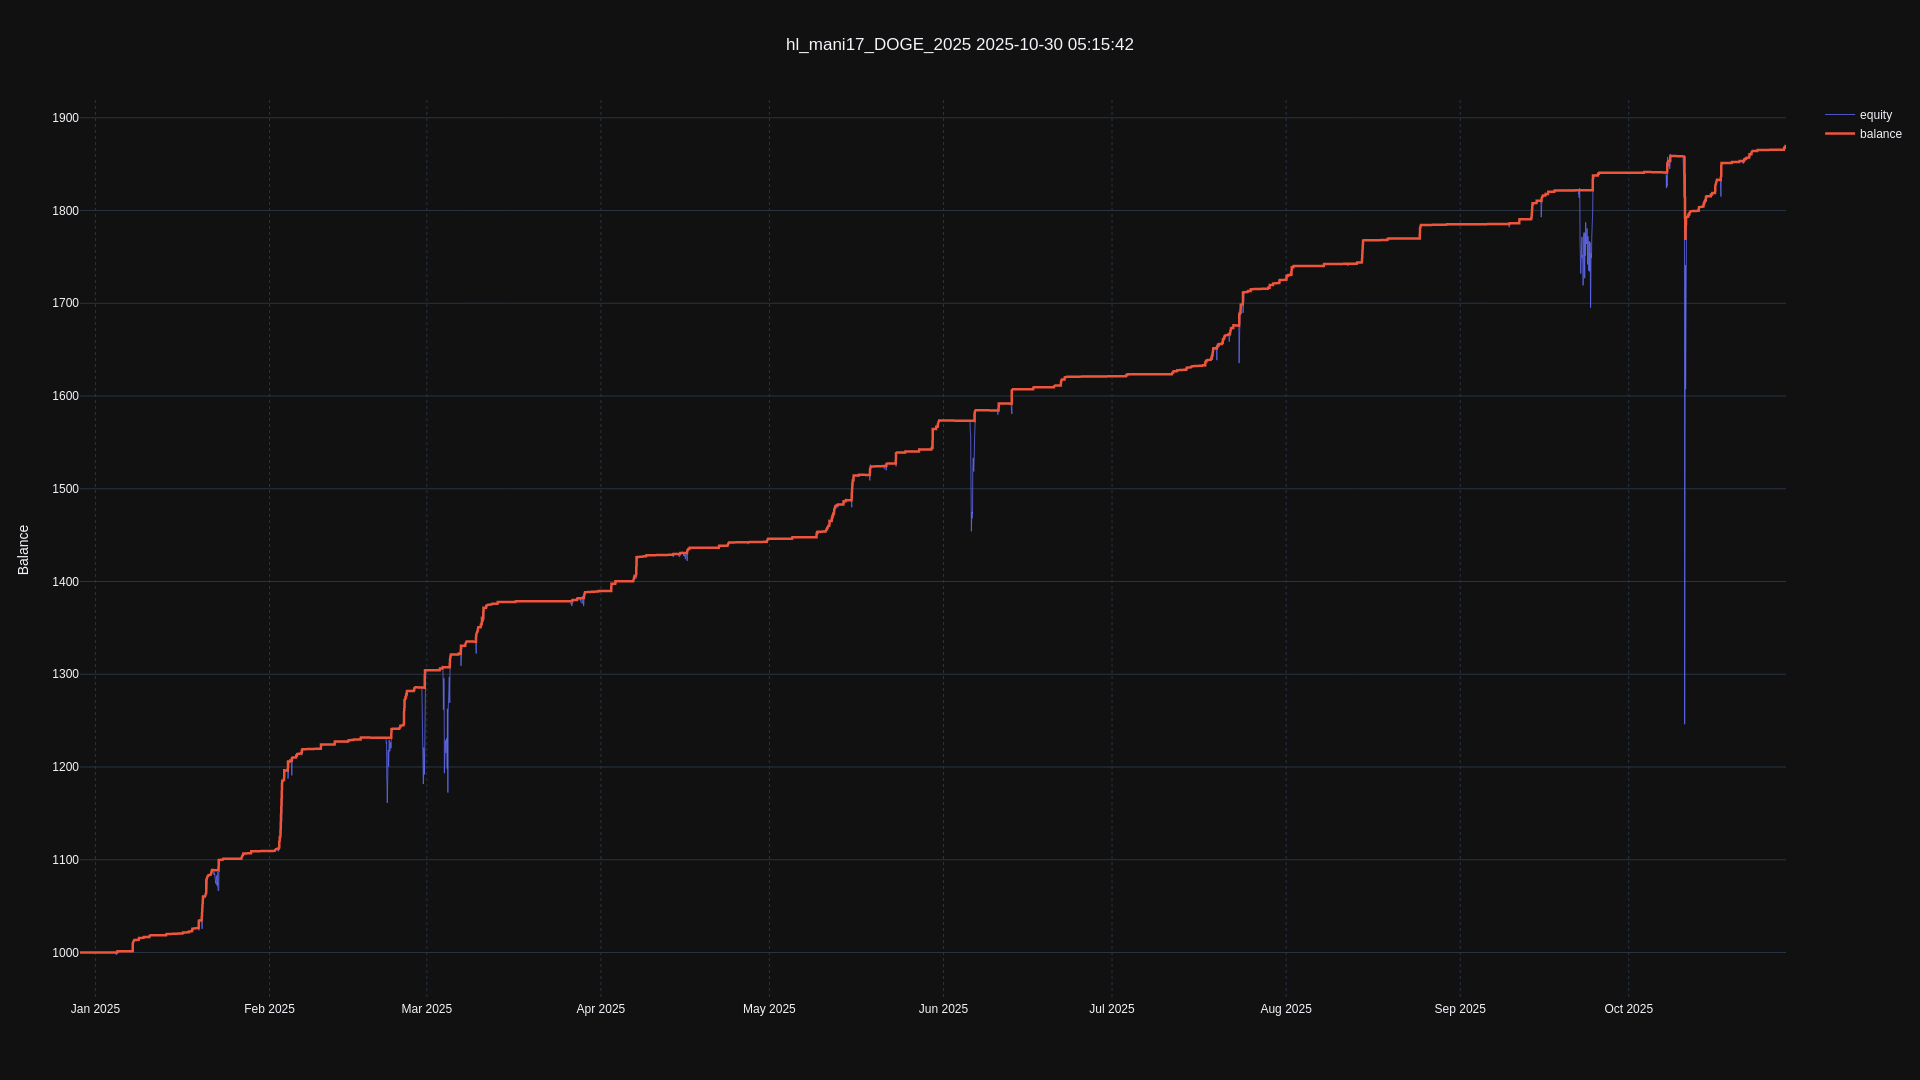 hl_mani17_DOGE_2025 2025-10-30 05:15:42
equity
balance
Balance
1900
1800
1700
1600
1500
1400
1300
1200
1100
1000
Jan 2025
Feb 2025
Mar 2025
Apr 2025
May 2025
Jun 2025
Jul 2025
Aug 2025
Sep 2025
Oct 2025